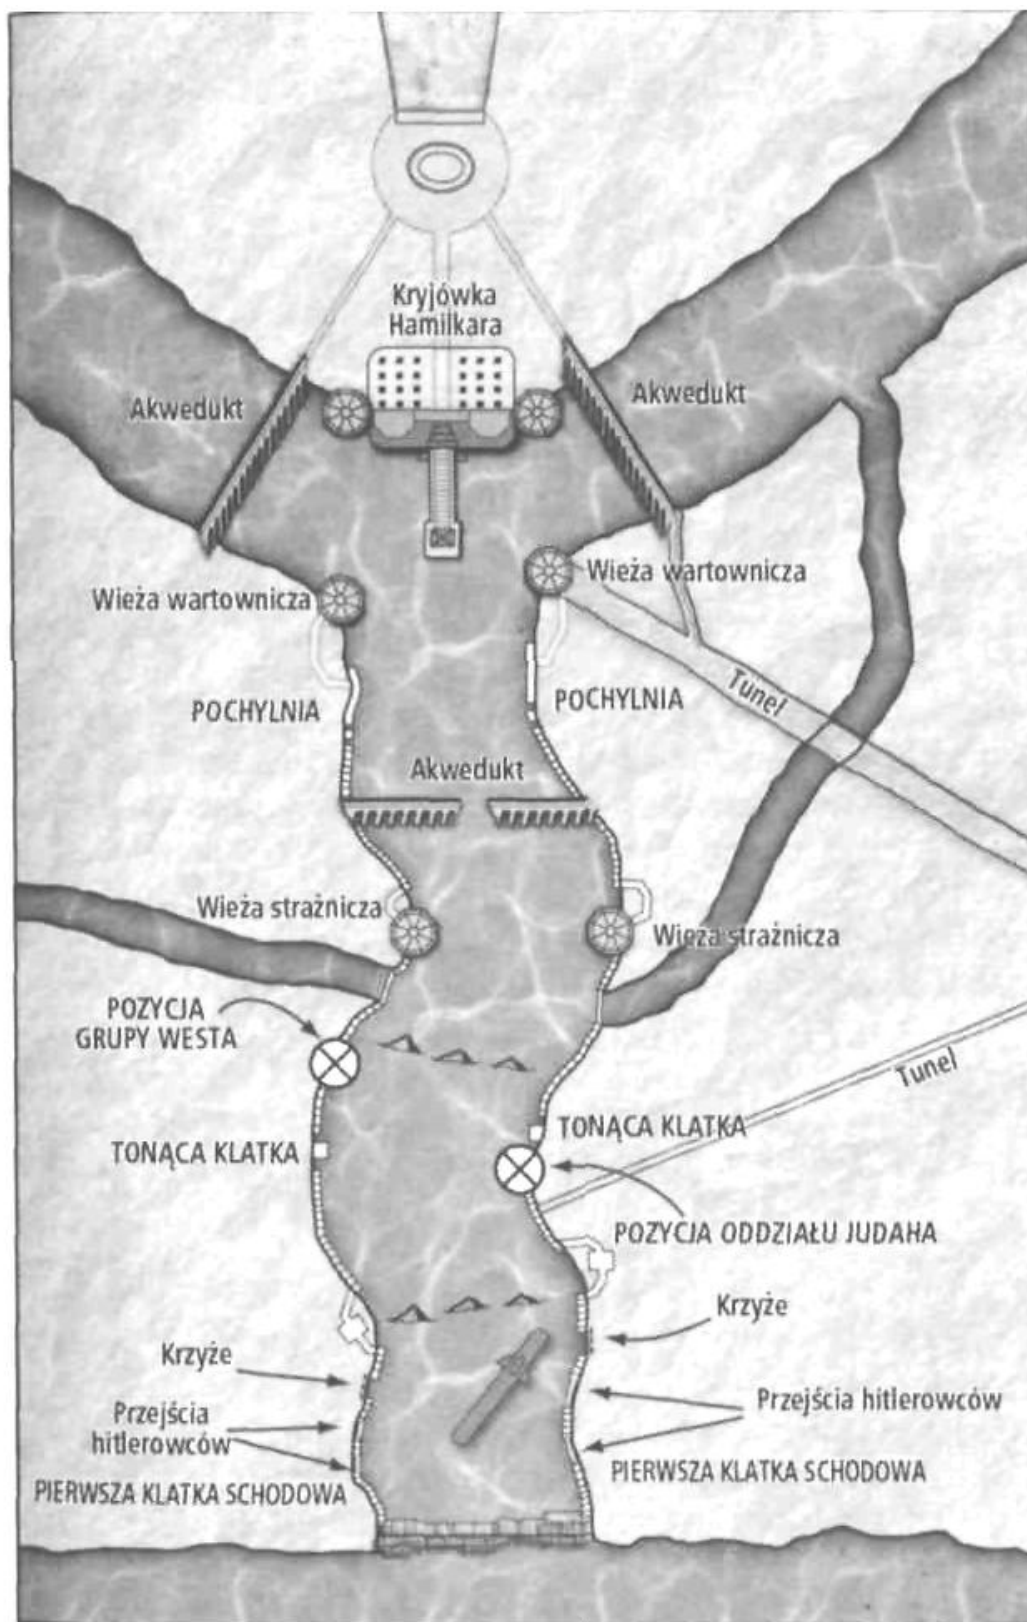 Kryjówka
Hamilkara
Akwedukt
Akwedukt
Wieża wartownicza
Wieża wartownicza
POCHYLNIA
POCHYLNIA
Tunel
Akwedukt
Wieża strażnicza
Wieża strażnicza
POZYCJA
GRUPY WESTA
Tunel
TONĄCA KLATKA
TONĄCA KLATKA
POZYCJA ODDZIAŁU JUDAHA
Krzyże
Krzyże
Przejścia
hitlerowców
Przejścia hitlerowców
PIERWSZA KLATKA SCHODOWA
PIERWSZA KLATKA SCHODOWA